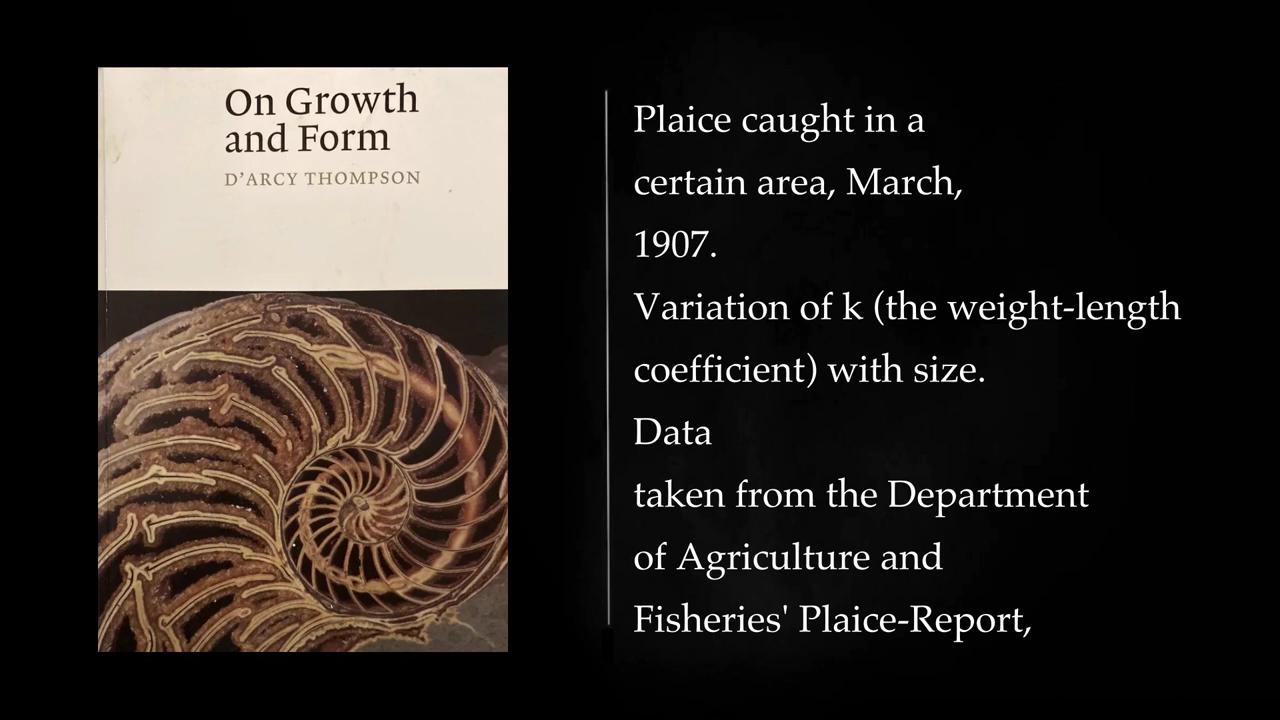 On Growth
and Form
D'ARCY THOMPSON
Plaice caught in a
certain area, March,
1907.
Variation of k (the weight-length
coefficient) with size.
Data
taken from the Department
of Agriculture and
Fisheries' Plaice-Report,